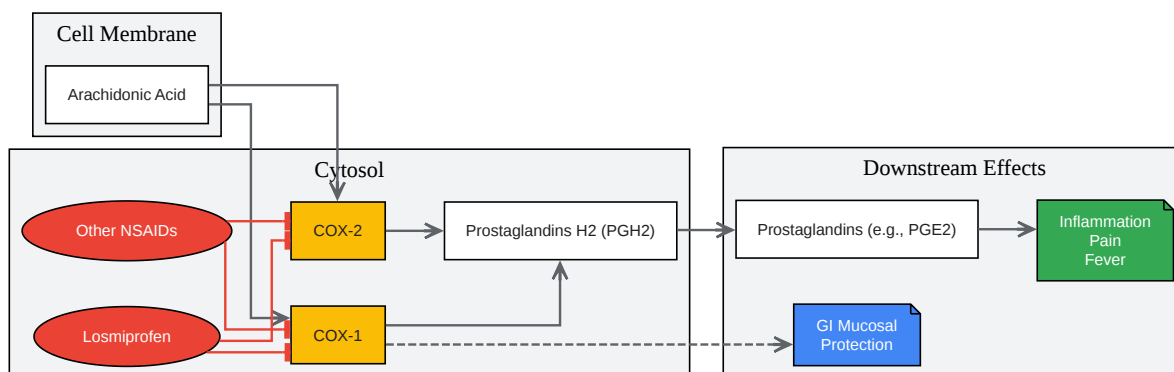 Cell Membrane
Arachidonic Acid
Cytosol
Downstream Effects
Other NSAIDs
COX-2
Prostaglandins H2 (PGH2)
Prostaglandins (e.g., PGE2)
Inflammation
Pain
Fever
Losmiprofen
COX-1
GI Mucosal
Protection